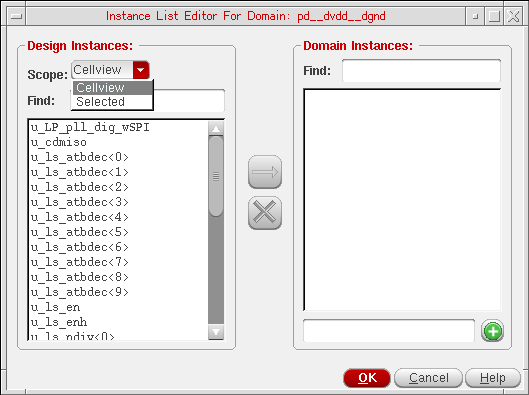 Instance List Editor For Domain: pd__dvdd__dgnd
Design Instances:
Scope: Cellview
Cellview
Selected
Find:
u_LP_pll_dig_wSPI
u_cdmiso
u_ls_atbdec<0>
u_ls_atbdec<1>
u_ls_atbdec<2>
u_ls_atbdec<3>
u_ls_atbdec<4>
u_ls_atbdec<5>
u_ls_atbdec<6>
u_ls_atbdec<7>
u_ls_atbdec<8>
u_ls_atbdec<9>
u_ls_en
u_ls_enh
u_ls_ndiv<0>
Domain Instances:
Find:
OK Cancel Help